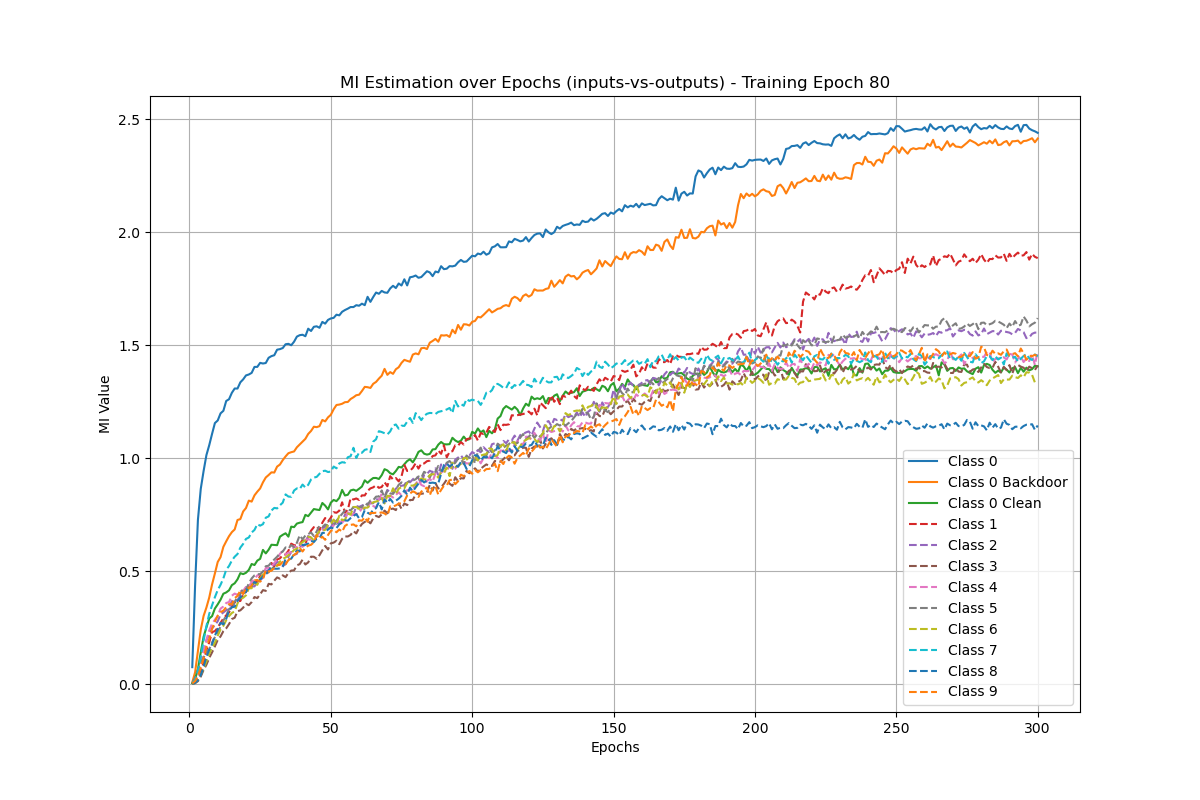 MI Estimation over Epochs (inputs-vs-outputs) - Training Epoch 80
MI Value
2.5
2.0
1.5
1.0
0.5
0.0
0 50 100 150 200 250 300
Epochs
Class 0
Class 0 Backdoor
Class 0 Clean
Class 1
Class 2
Class 3
Class 4
Class 5
Class 6
Class 7
Class 8
Class 9